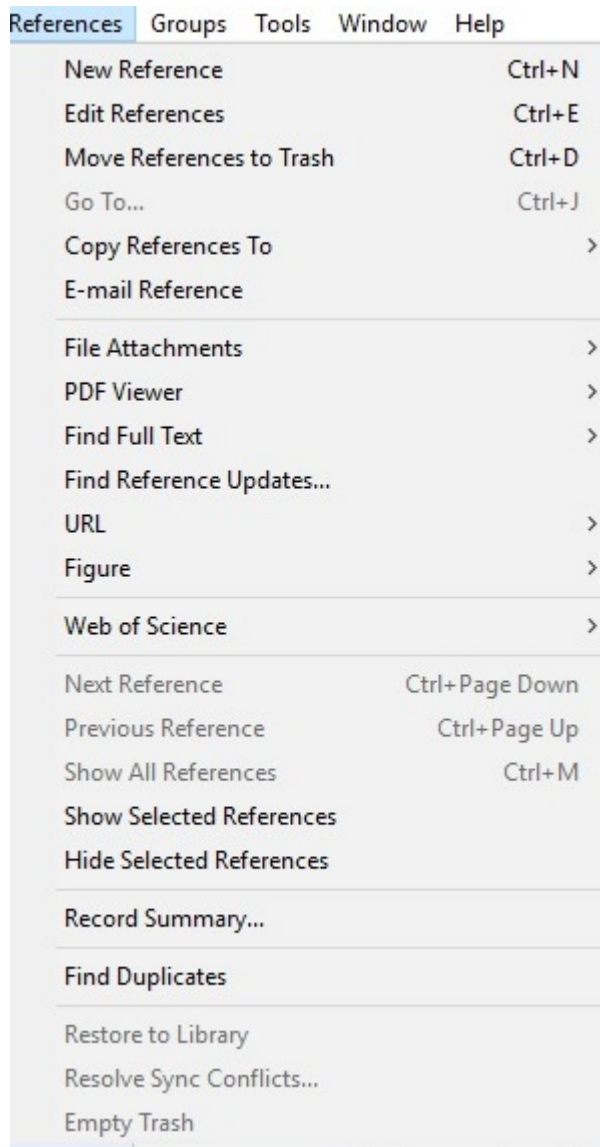 References Groups Tools Window Help
New Reference Ctrl+N
Edit References Ctrl+E
Move References to Trash Ctrl+D
Go To... Ctrl+J
Copy References To >
E-mail Reference
File Attachments >
PDF Viewer >
Find Full Text >
Find Reference Updates...
URL >
Figure >
Web of Science >
Next Reference Ctrl+Page Down
Previous Reference Ctrl+Page Up
Show All References Ctrl+M
Show Selected References
Hide Selected References
Record Summary...
Find Duplicates
Restore to Library
Resolve Sync Conflicts...
Empty Trash